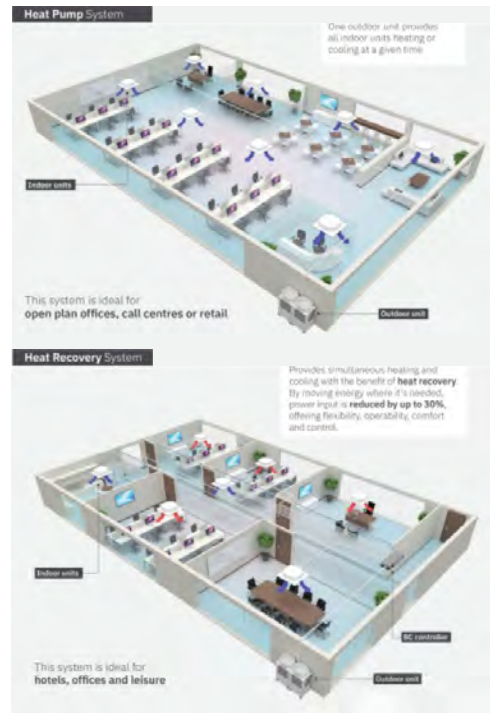 Heat Pump System
One outdoor unit provides
all indoor units heating or
cooling at a given time
Indoor units
This system is ideal for
open plan offices, call centres or retail
Outdoor unit
Heat Recovery System
Provides simultaneous heating and
cooling with the benefit of heat recovery.
By moving energy where it's needed,
power input is reduced by up to 30%,
offering flexibility, operability, comfort
and control.
Indoor units
BC controller
This system is ideal for
hotels, offices and leisure
Outdoor unit